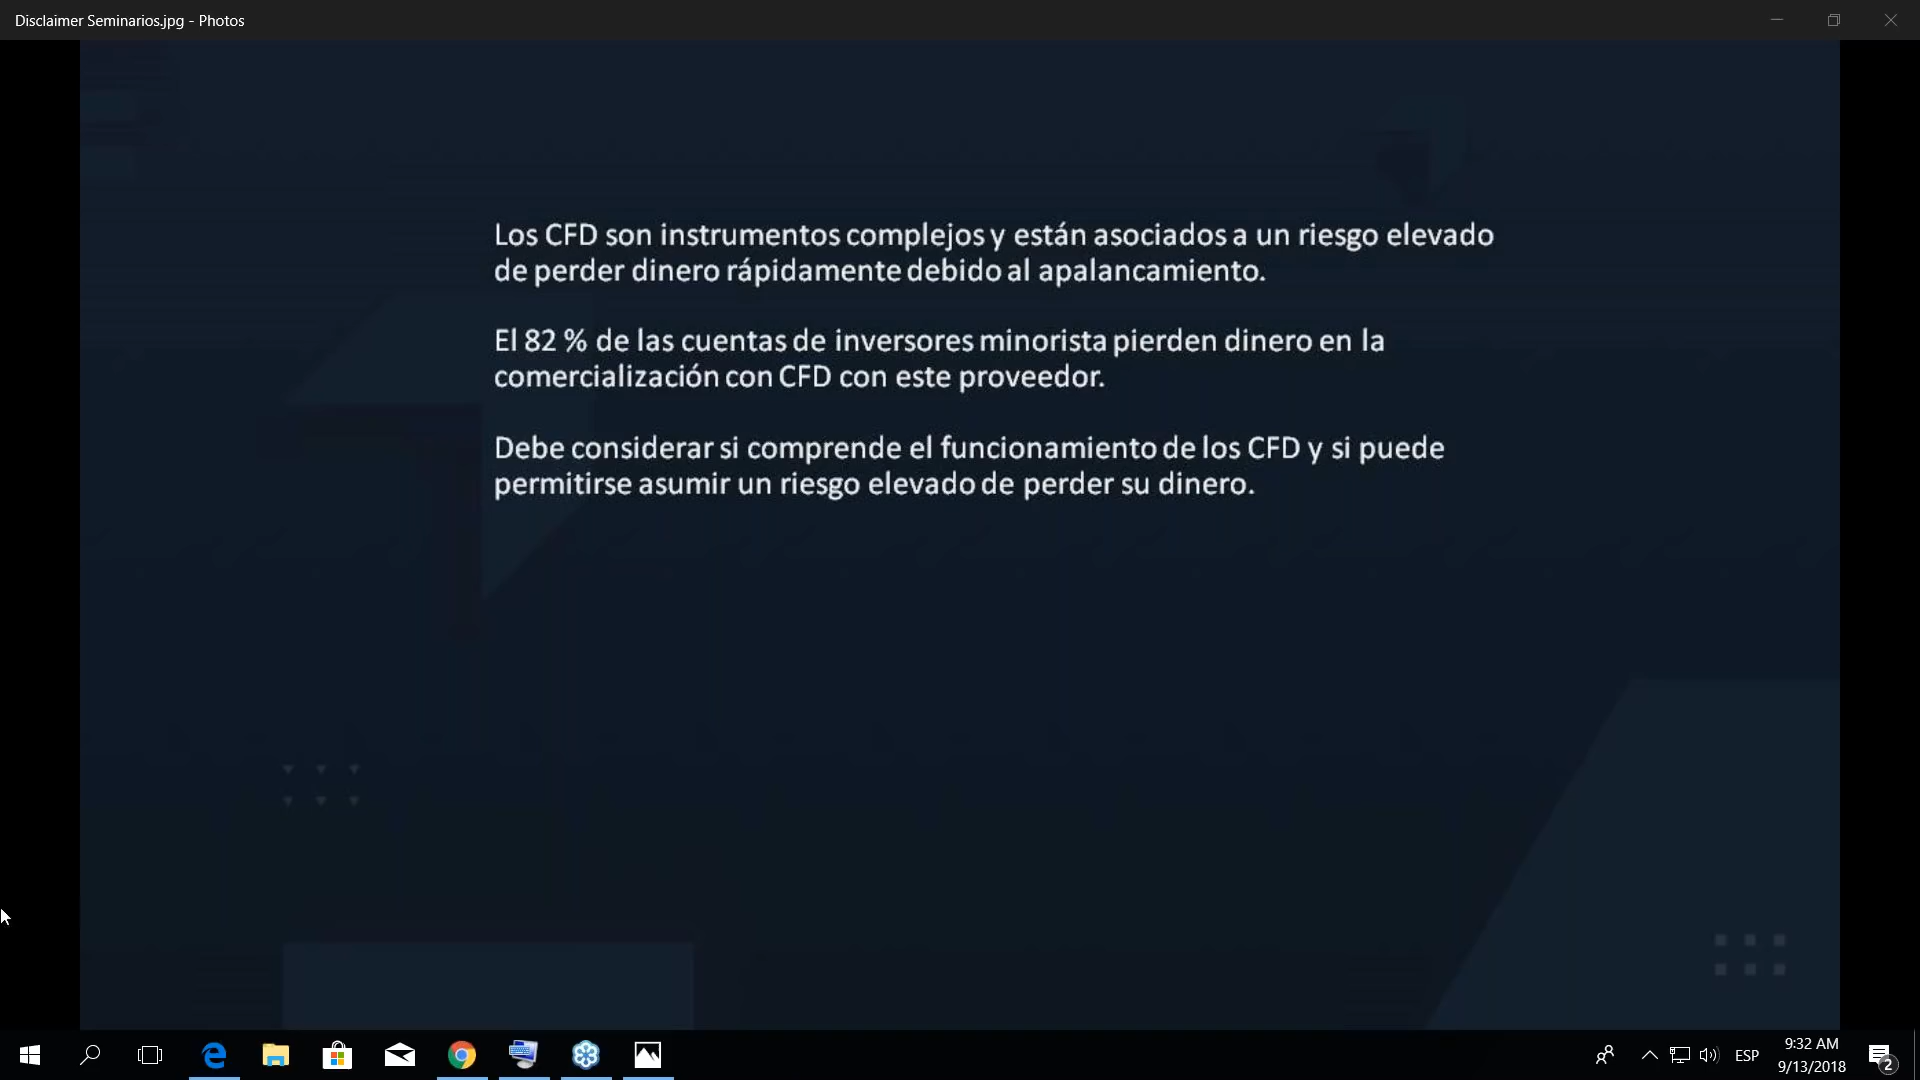 Disclaimer Seminarios.jpg - Photos
Los CFD son instrumentos complejos y están asociados a un riesgo elevado
de perder dinero rápidamente debido al apalancamiento.
El 82 % de las cuentas de inversores minorista pierden dinero en la
comercialización con CFD con este proveedor.
Debe considerar si comprende el funcionamiento de los CFD y si puede
permitirse asumir un riesgo elevado de perder su dinero.
ESP
9:32 AM
9/13/2018
2